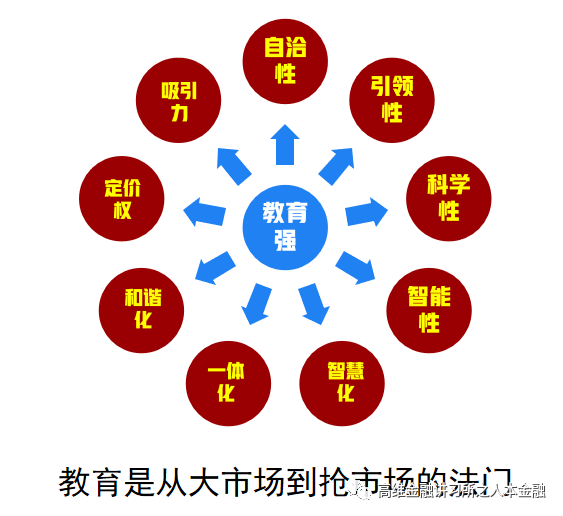 自洽
性
引领
性
科学
性
智能
性
智慧
化
一体
化
和谐
化
定价
权
吸引
力
教育
强
教育是从大市场到抢市场的法门
高维金融讲习所之人本金融